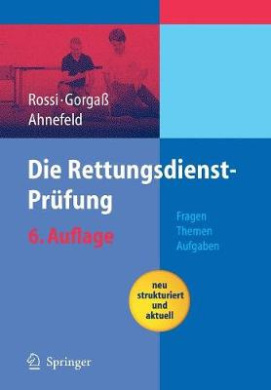 Rossi · Gorgaß
Ahnefeld
Die Rettungsdienst-
Prüfung
6. Auflage
Fragen
Themen
Aufgaben
neu
strukturiert
und
aktuell
Springer